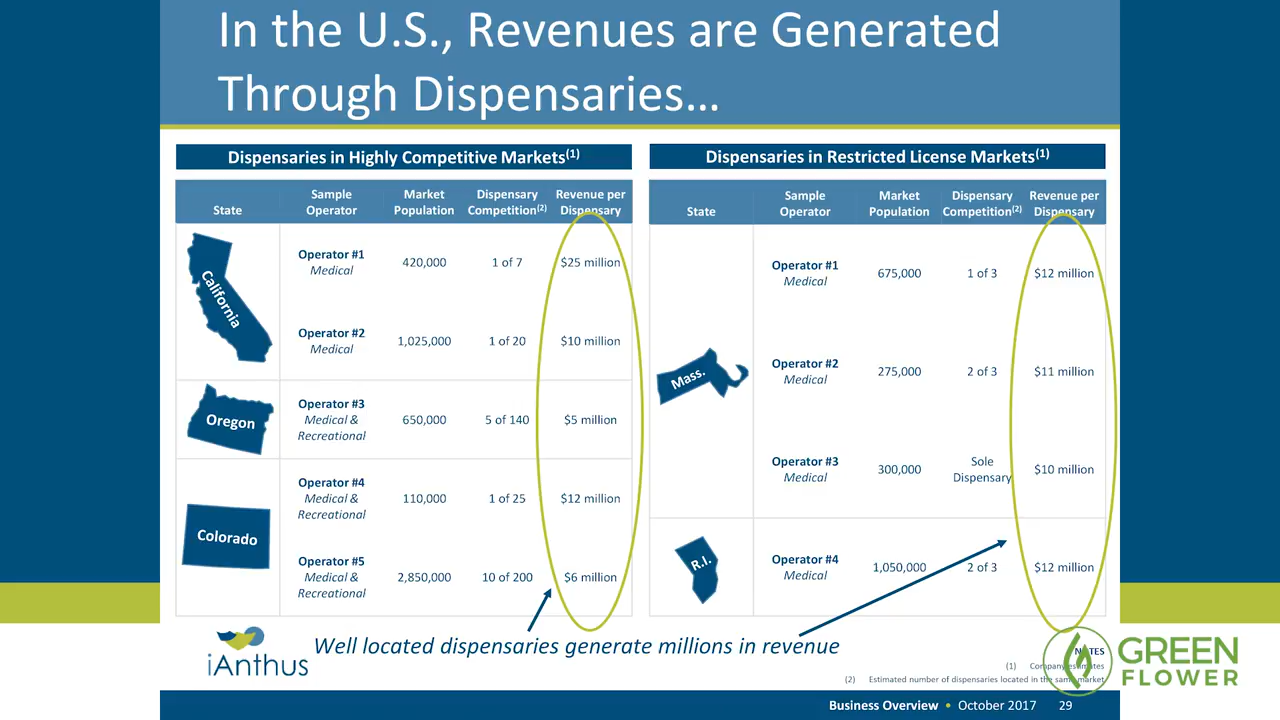 In the U.S., Revenues are Generated
Through Dispensaries…
Dispensaries in Highly Competitive Markets(1)
State
Sample
Operator
Market
Population
Dispensary
Competition(2)
Revenue per
Dispensary
California
Operator #1
Medical
420,000
1 of 7
$25 million
Operator #2
Medical
1,025,000
1 of 20
$10 million
Oregon
Operator #3
Medical &
Recreational
650,000
5 of 140
$5 million
Colorado
Operator #4
Medical &
Recreational
110,000
1 of 25
$12 million
Operator #5
Medical &
Recreational
2,850,000
10 of 200
$6 million
Dispensaries in Restricted License Markets(1)
State
Sample
Operator
Market
Population
Dispensary
Competition(2)
Revenue per
Dispensary
Mass.
Operator #1
Medical
675,000
1 of 3
$12 million
Operator #2
Medical
275,000
2 of 3
$11 million
Operator #3
Medical
300,000
Sole
Dispensary
$10 million
R.I.
Operator #4
Medical
1,050,000
2 of 3
$12 million
Well located dispensaries generate millions in revenue
iAnthus
NOTES
(1) Company estimates
(2) Estimated number of dispensaries located in the same market
GREEN
FLOWER
Business Overview • October 2017 29